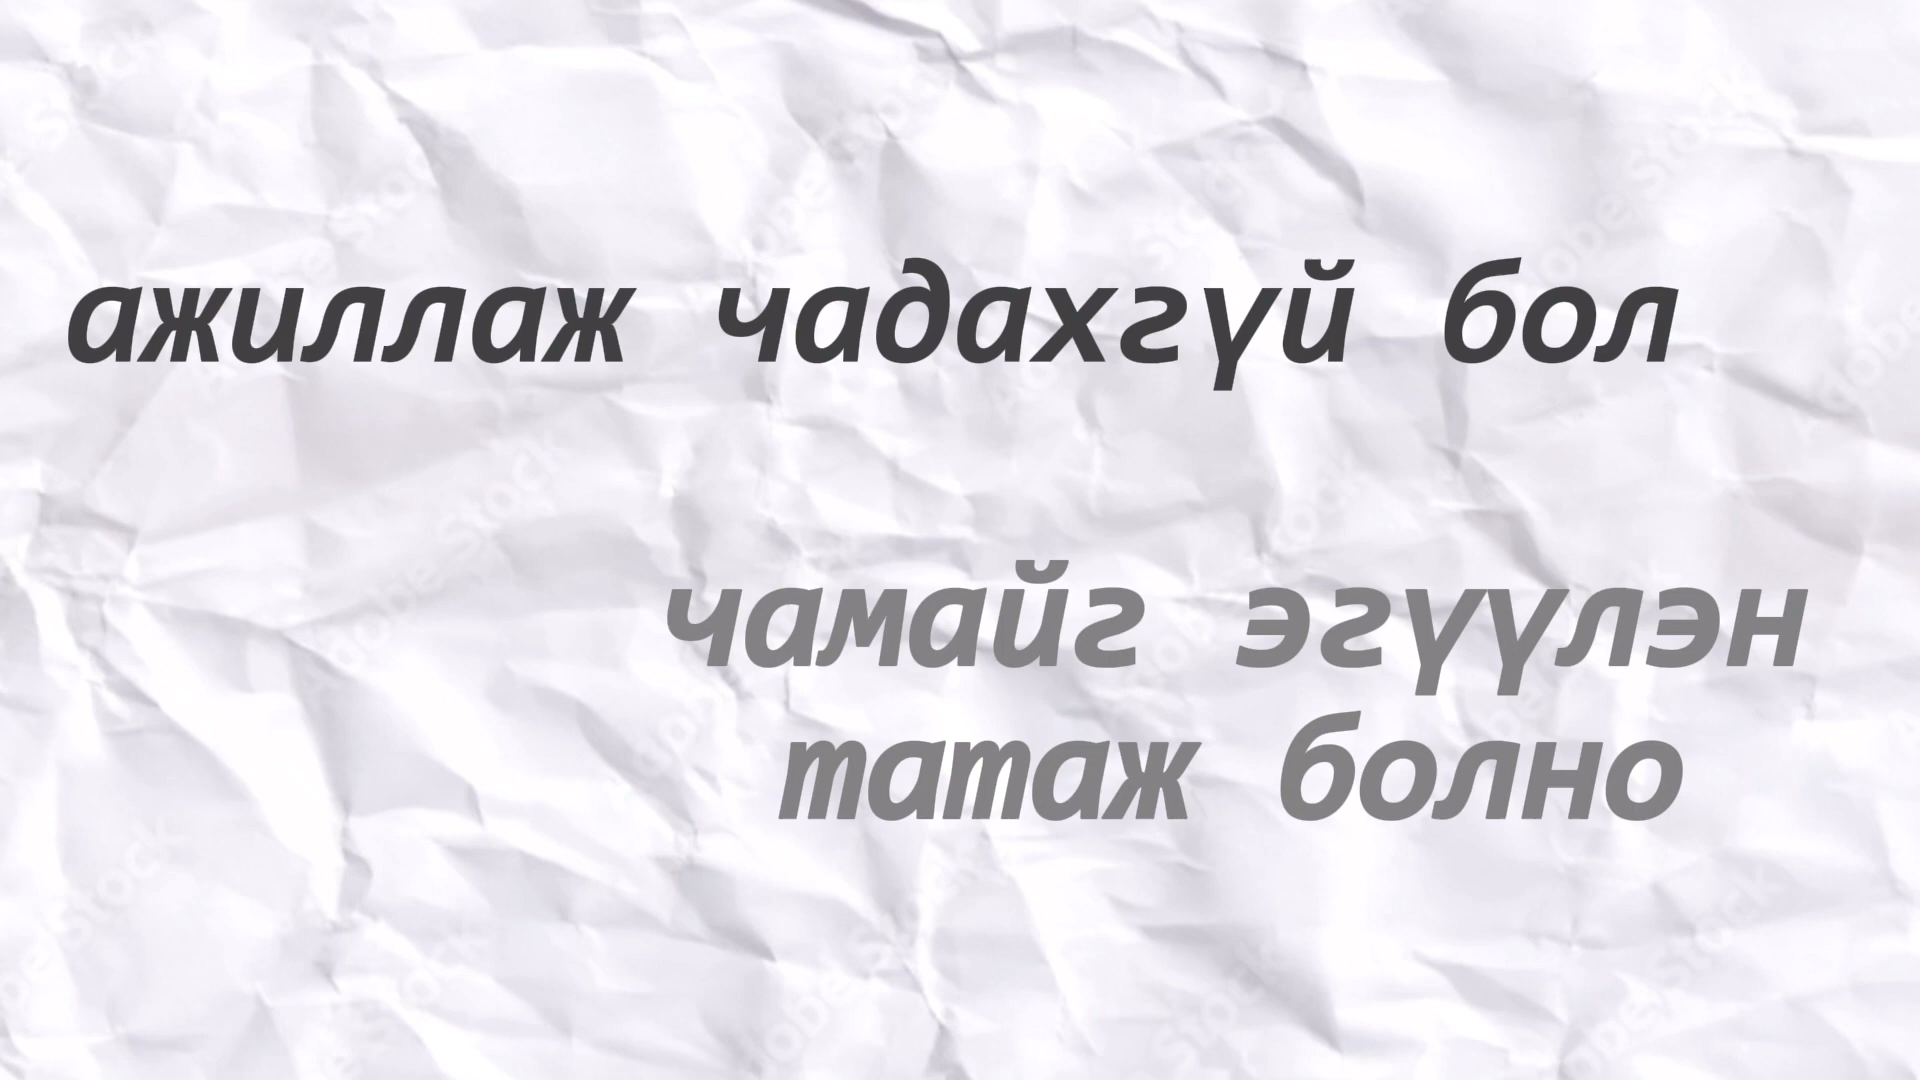 ажиллаж чадахгүй бол
чамайг эгүүлэн
татаж болно